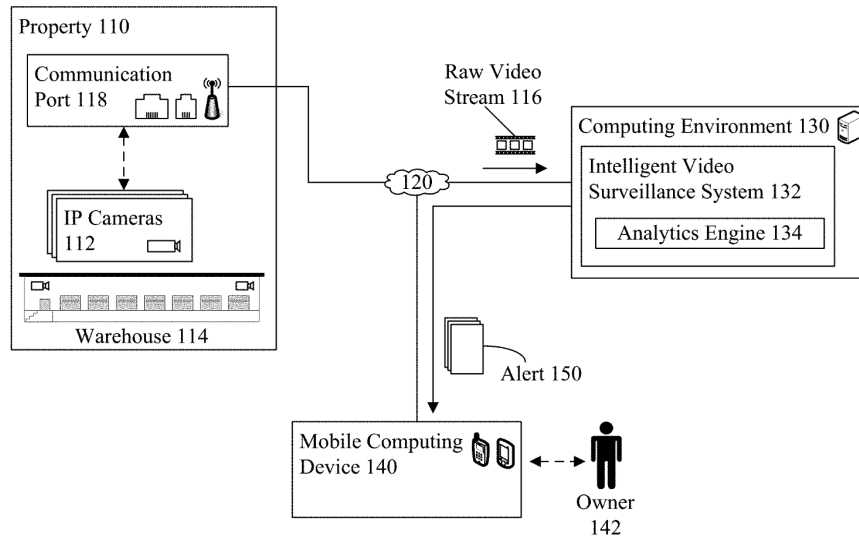 Property 110
Communication
Port 118
IP Cameras
112
Warehouse 114
120
Raw Video
Stream 116
Computing Environment 130
Intelligent Video
Surveillance System 132
Analytics Engine 134
Alert 150
Mobile Computing
Device 140
Owner
142